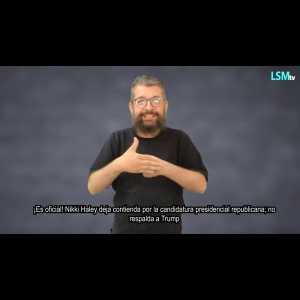 LSMtv
¡Es oficial! Nikki Haley deja contienda por la candidatura presidencial republicana; no
respalda a Trump